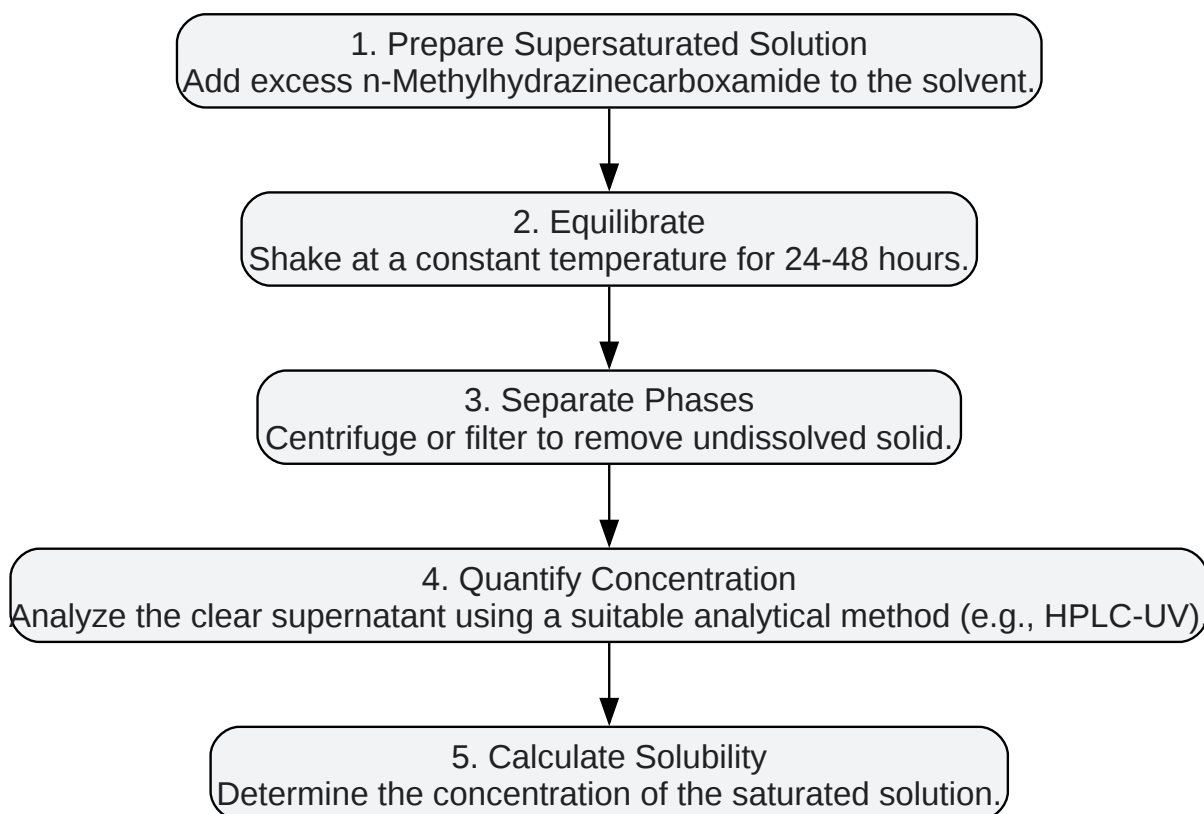 1. Prepare Supersaturated Solution
Add excess n-Methylhydrazinecarboxamide to the solvent.
2. Equilibrate
Shake at a constant temperature for 24-48 hours.
3. Separate Phases
Centrifuge or filter to remove undissolved solid.
4. Quantify Concentration
Analyze the clear supernatant using a suitable analytical method (e.g., HPLC-UV).
5. Calculate Solubility
Determine the concentration of the saturated solution.